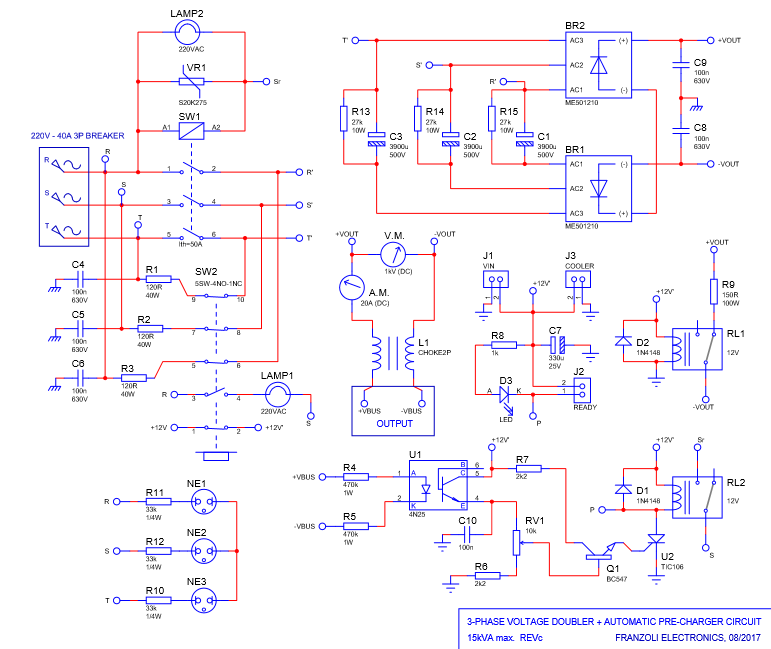 LAMP2
220VAC
VR1
S20K275
Sr
SW1
A1
A2
220V - 40A 3P BREAKER
R
S
T
R
S
T
1
2
R'
3
4
S'
5
6
T'
Ith=50A
C4
100n
630V
R1
120R
40W
SW2
5SW-4NO-1NC
9
10
C5
100n
630V
R2
120R
40W
7
8
C6
100n
630V
R3
120R
40W
5
6
R
3
4
LAMP1
220VAC
S
+12V
1
2
+12V'
R
R11
33k
1/4W
NE1
S
R12
33k
1/4W
NE2
T
R10
33k
1/4W
NE3
T'
S'
R'
BR2
AC3
AC2
AC1
(+)
(-)
ME501210
+VOUT
C9
100n
630V
R13
27k
10W
C3
3900u
500V
R14
27k
10W
C2
3900u
500V
R15
27k
10W
C1
3900u
500V
C8
100n
630V
BR1
AC1
AC2
AC3
(-)
(+)
ME501210
-VOUT
+VOUT
V.M.
1kV (DC)
-VOUT
A.M.
20A (DC)
L1
CHOKE2P
+VBUS
-VBUS
OUTPUT
J1
VIN
1
2
+12V'
J3
COOLER
2
1
R8
1k
C7
330u
25V
D3
A
K
LED
P
J2
2
1
READY
+VOUT
R9
150R
100W
+12V'
D2
1N4148
RL1
12V
-VOUT
+VBUS
R4
470k
1W
-VBUS
R5
470k
1W
U1
1
A
2
K
B
6
C
5
E
4
4N25
+12V'
R7
2k2
C10
100n
RV1
10k
R6
2k2
Q1
BC547
U2
TIC106
+12V'
D1
1N4148
P
Sr
RL2
12V
S
3-PHASE VOLTAGE DOUBLER + AUTOMATIC PRE-CHARGER CIRCUIT
15kVA max. REVc
FRANZOLI ELECTRONICS, 08/2017